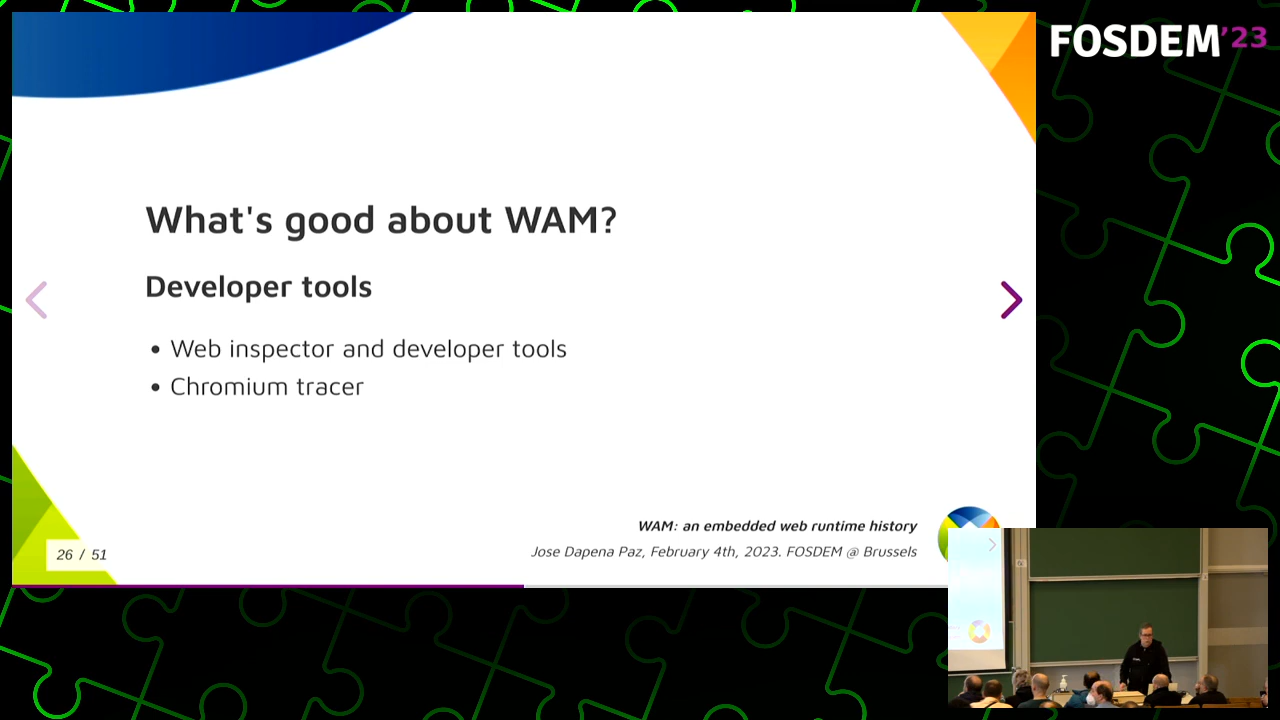 FOSDEM'23
What's good about WAM?
Developer tools
• Web inspector and developer tools
• Chromium tracer
WAM: an embedded web runtime history
Jose Dapena Paz, February 4th, 2023. FOSDEM @ Brussels
26 / 51